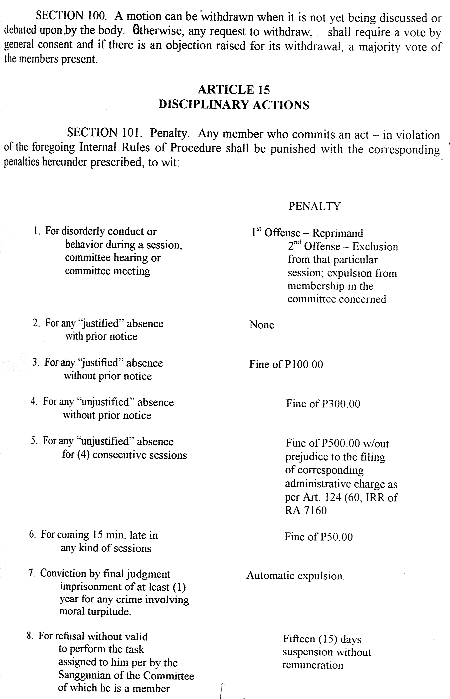 SECTION 100. A motion can be withdrawn when it is not yet being discussed or
debated upon by the body. Otherwise, any request to withdraw, shall require a vote by
general consent and if there is an objection raised for its withdrawal, a majority vote of
the members present.
ARTICLE 15
DISCIPLINARY ACTIONS
SECTION 101. Penalty. Any member who commits an act – in violation
of the foregoing Internal Rules of Procedure shall be punished with the corresponding
penalties hereunder prescribed, to wit:
PENALTY
1. For disorderly conduct or
behavior during a session,
committee hearing or
committee meeting
1st Offense – Reprimand
2nd Offense – Exclusion
from that particular
session; expulsion from
membership in the
committee concerned
2. For any "justified" absence
with prior notice
None
3. For any "justified" absence
without prior notice
Fine of P100.00
4. For any "unjustified" absence
without prior notice
Fine of P300.00
5. For any "unjustified" absence
for (4) consecutive sessions
Fine of P500.00 w/out
prejudice to the filing
of corresponding
administrative charge as
per Art. 124 (60, IRR of
RA 7160
6. For coming 15 min. late in
any kind of sessions
Fine of P50.00
7. Conviction by final judgment
imprisonment of at least (1)
year for any crime involving
moral turpitude.
Automatic expulsion.
8. For refusal without valid
to perform the task
assigned to him per by the
Sanggunian of the Committee
of which he is a member
Fifteen (15) days
suspension without
remuneration